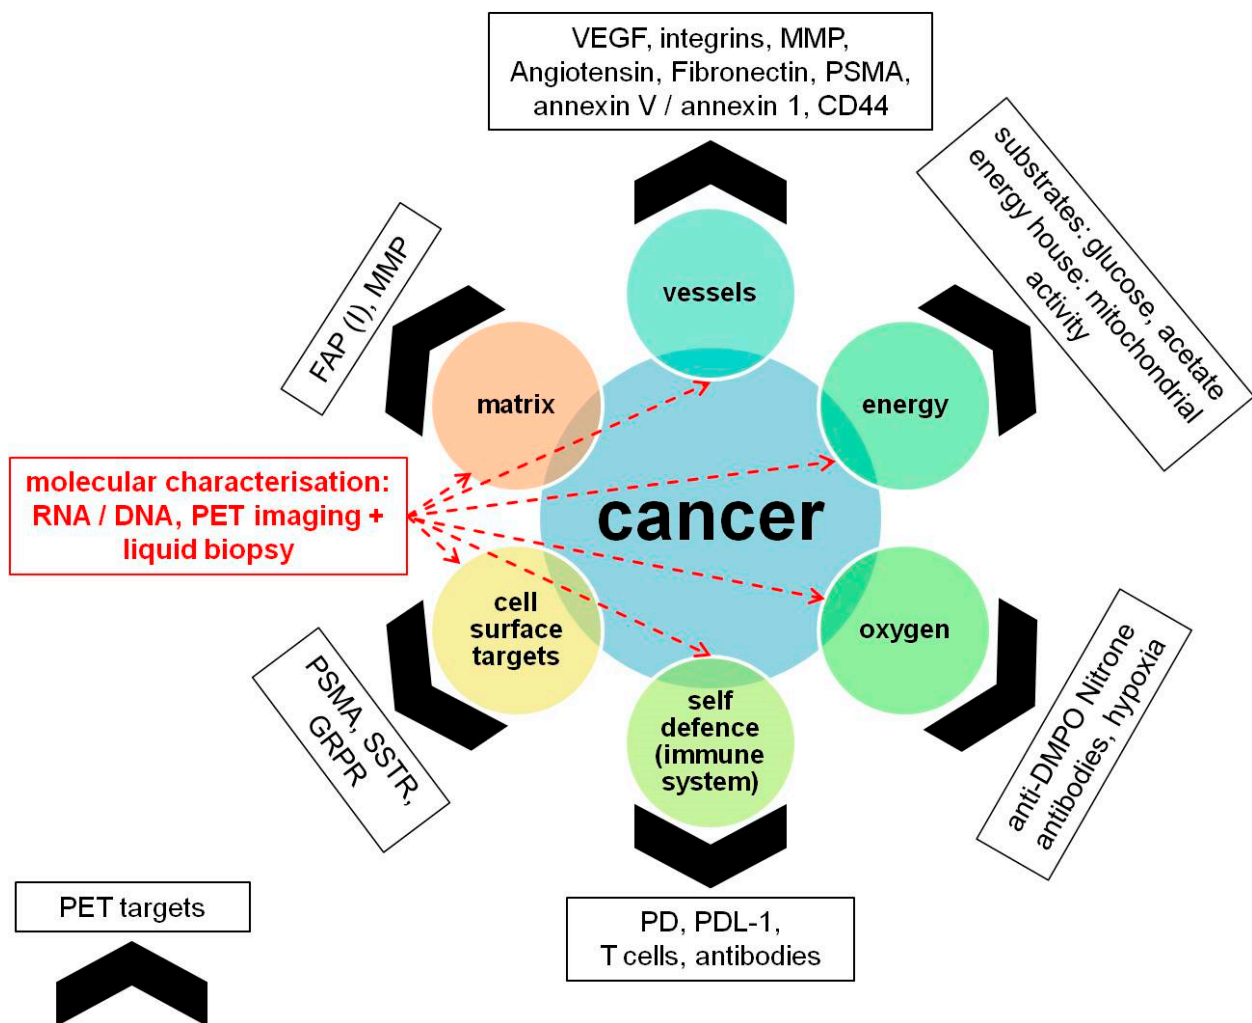 VEGF, integrins, MMP,
Angiotensin, Fibronectin, PSMA,
annexin V / annexin 1, CD44
substrates: glucose, acetate
energy house: mitochondrial
activity
FAP (I), MMP
vessels
matrix
energy
molecular characterisation:
RNA / DNA, PET imaging +
liquid biopsy
cancer
cell
surface
targets
oxygen
self
defence
(immune
system)
PSMA, SSTR,
GRPR
anti-DMPO Nitrone
antibodies, hypoxia
PET targets
PD, PDL-1,
T cells, antibodies